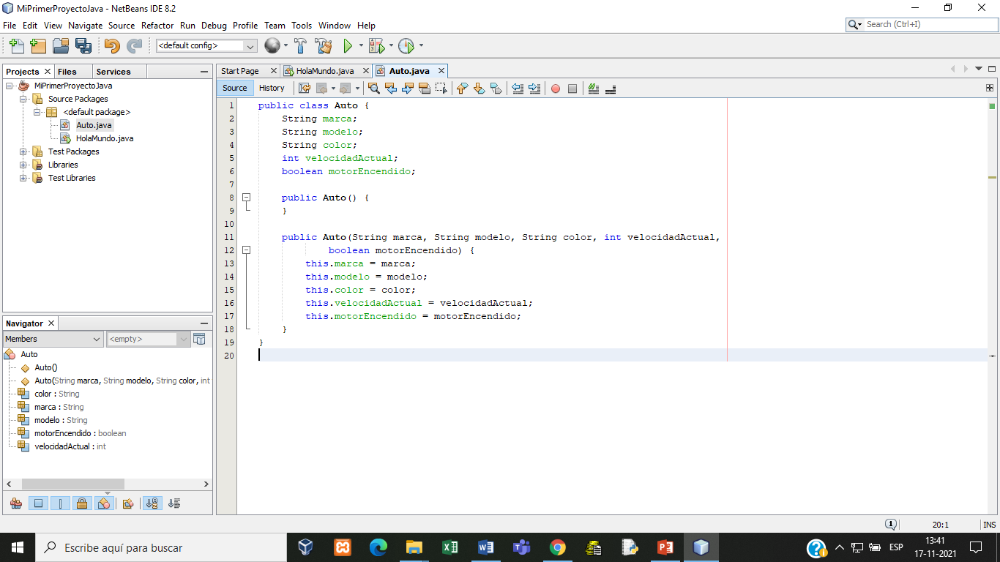 MiPrimerProyectoJava - NetBeans IDE 8.2
File Edit View Navigate Source Refactor Run Debug Profile Team Tools Window Help
Search (Ctrl+I)
<default config>
Projects Files Services
MiPrimerProyectoJava
Source Packages
<default package>
Auto.java
HolaMundo.java
Test Packages
Libraries
Test Libraries
Navigator
Members <empty>
Auto
Auto()
Auto(String marca, String modelo, String color, int
color : String
marca : String
modelo : String
motorEncendido : boolean
velocidadActual : int
Start Page HolaMundo.java Auto.java
Source History
1 public class Auto {
2 String marca;
3 String modelo;
4 String color;
5 int velocidadActual;
6 boolean motorEncendido;
7
8 public Auto() {
9 }
10
11 public Auto(String marca, String modelo, String color, int velocidadActual,
12 boolean motorEncendido) {
13 this.marca = marca;
14 this.modelo = modelo;
15 this.color = color;
16 this.velocidadActual = velocidadActual;
17 this.motorEncendido = motorEncendido;
18 }
19 }
20
1 20:1 INS
Escribe aquí para buscar
ESP
13:41
17-11-2021